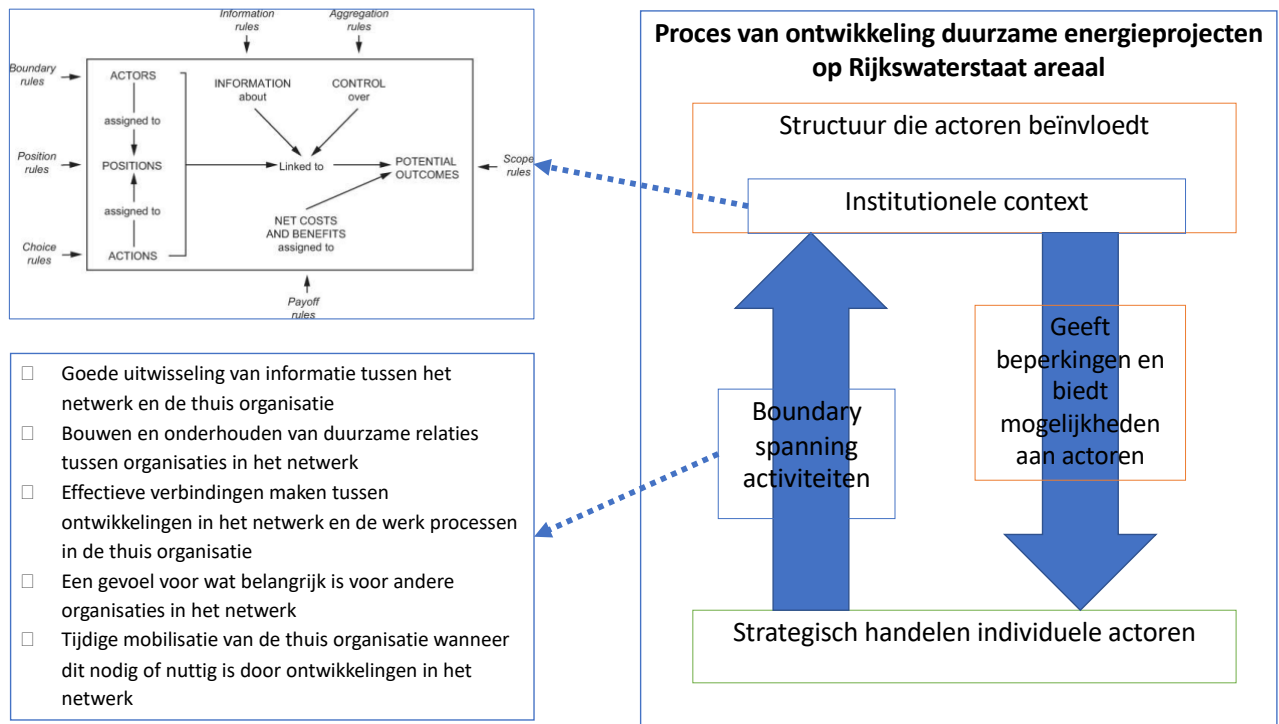 Information
rules
Aggregation
rules
Boundary
rules
ACTORS
INFORMATION
about
CONTROL
over
assigned to
Position
rules
POSITIONS
Linked to
POTENTIAL
OUTCOMES
Scope
rules
assigned to
NET COSTS
AND BENEFITS
assigned to
Choice
rules
ACTIONS
Payoff
rules
Goede uitwisseling van informatie tussen het
netwerk en de thuis organisatie
Bouwen en onderhouden van duurzame relaties
tussen organisaties in het netwerk
Effectieve verbindingen maken tussen
ontwikkelingen in het netwerk en de werk processen
in de thuis organisatie
Een gevoel voor wat belangrijk is voor andere
organisaties in het netwerk
Tijdige mobilisatie van de thuis organisatie wanneer
dit nodig of nuttig is door ontwikkelingen in het
netwerk
Proces van ontwikkeling duurzame energieprojecten
op Rijkswaterstaat areaal
Structuur die actoren beïnvloedt
Institutionele context
Boundary
spanning
activiteiten
Geeft
beperkingen en
biedt
mogelijkheden
aan actoren
Strategisch handelen individuele actoren